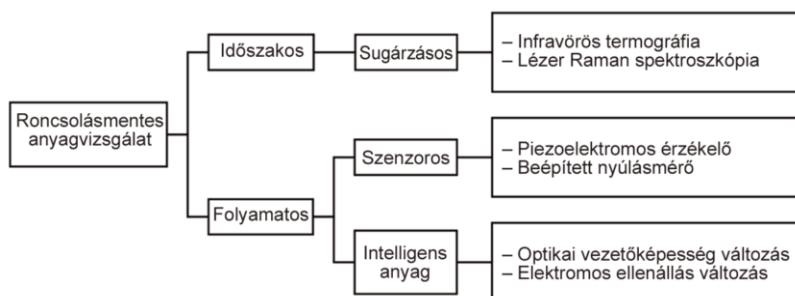 Roncsolásmentes
anyagvizsgálat
Időszakos
Sugárzásos
– Infravörös termográfia
– Lézer Raman spektroszkópia
Folyamatos
Szenzoros
– Piezoelektromos érzékelő
– Beépített nyúlásmérő
Intelligens
anyag
– Optikai vezetőképesség változás
– Elektromos ellenállás változás